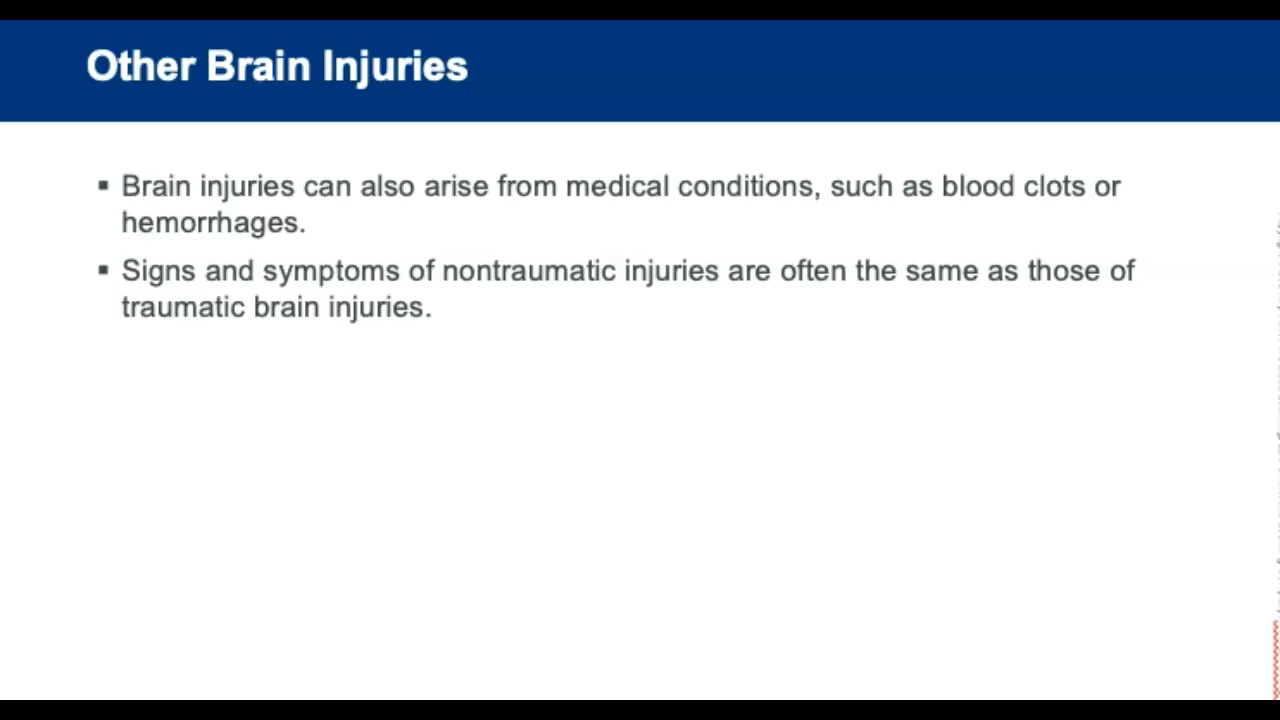 Other Brain Injuries
▪ Brain injuries can also arise from medical conditions, such as blood clots or
hemorrhages.
▪ Signs and symptoms of nontraumatic injuries are often the same as those of
traumatic brain injuries.